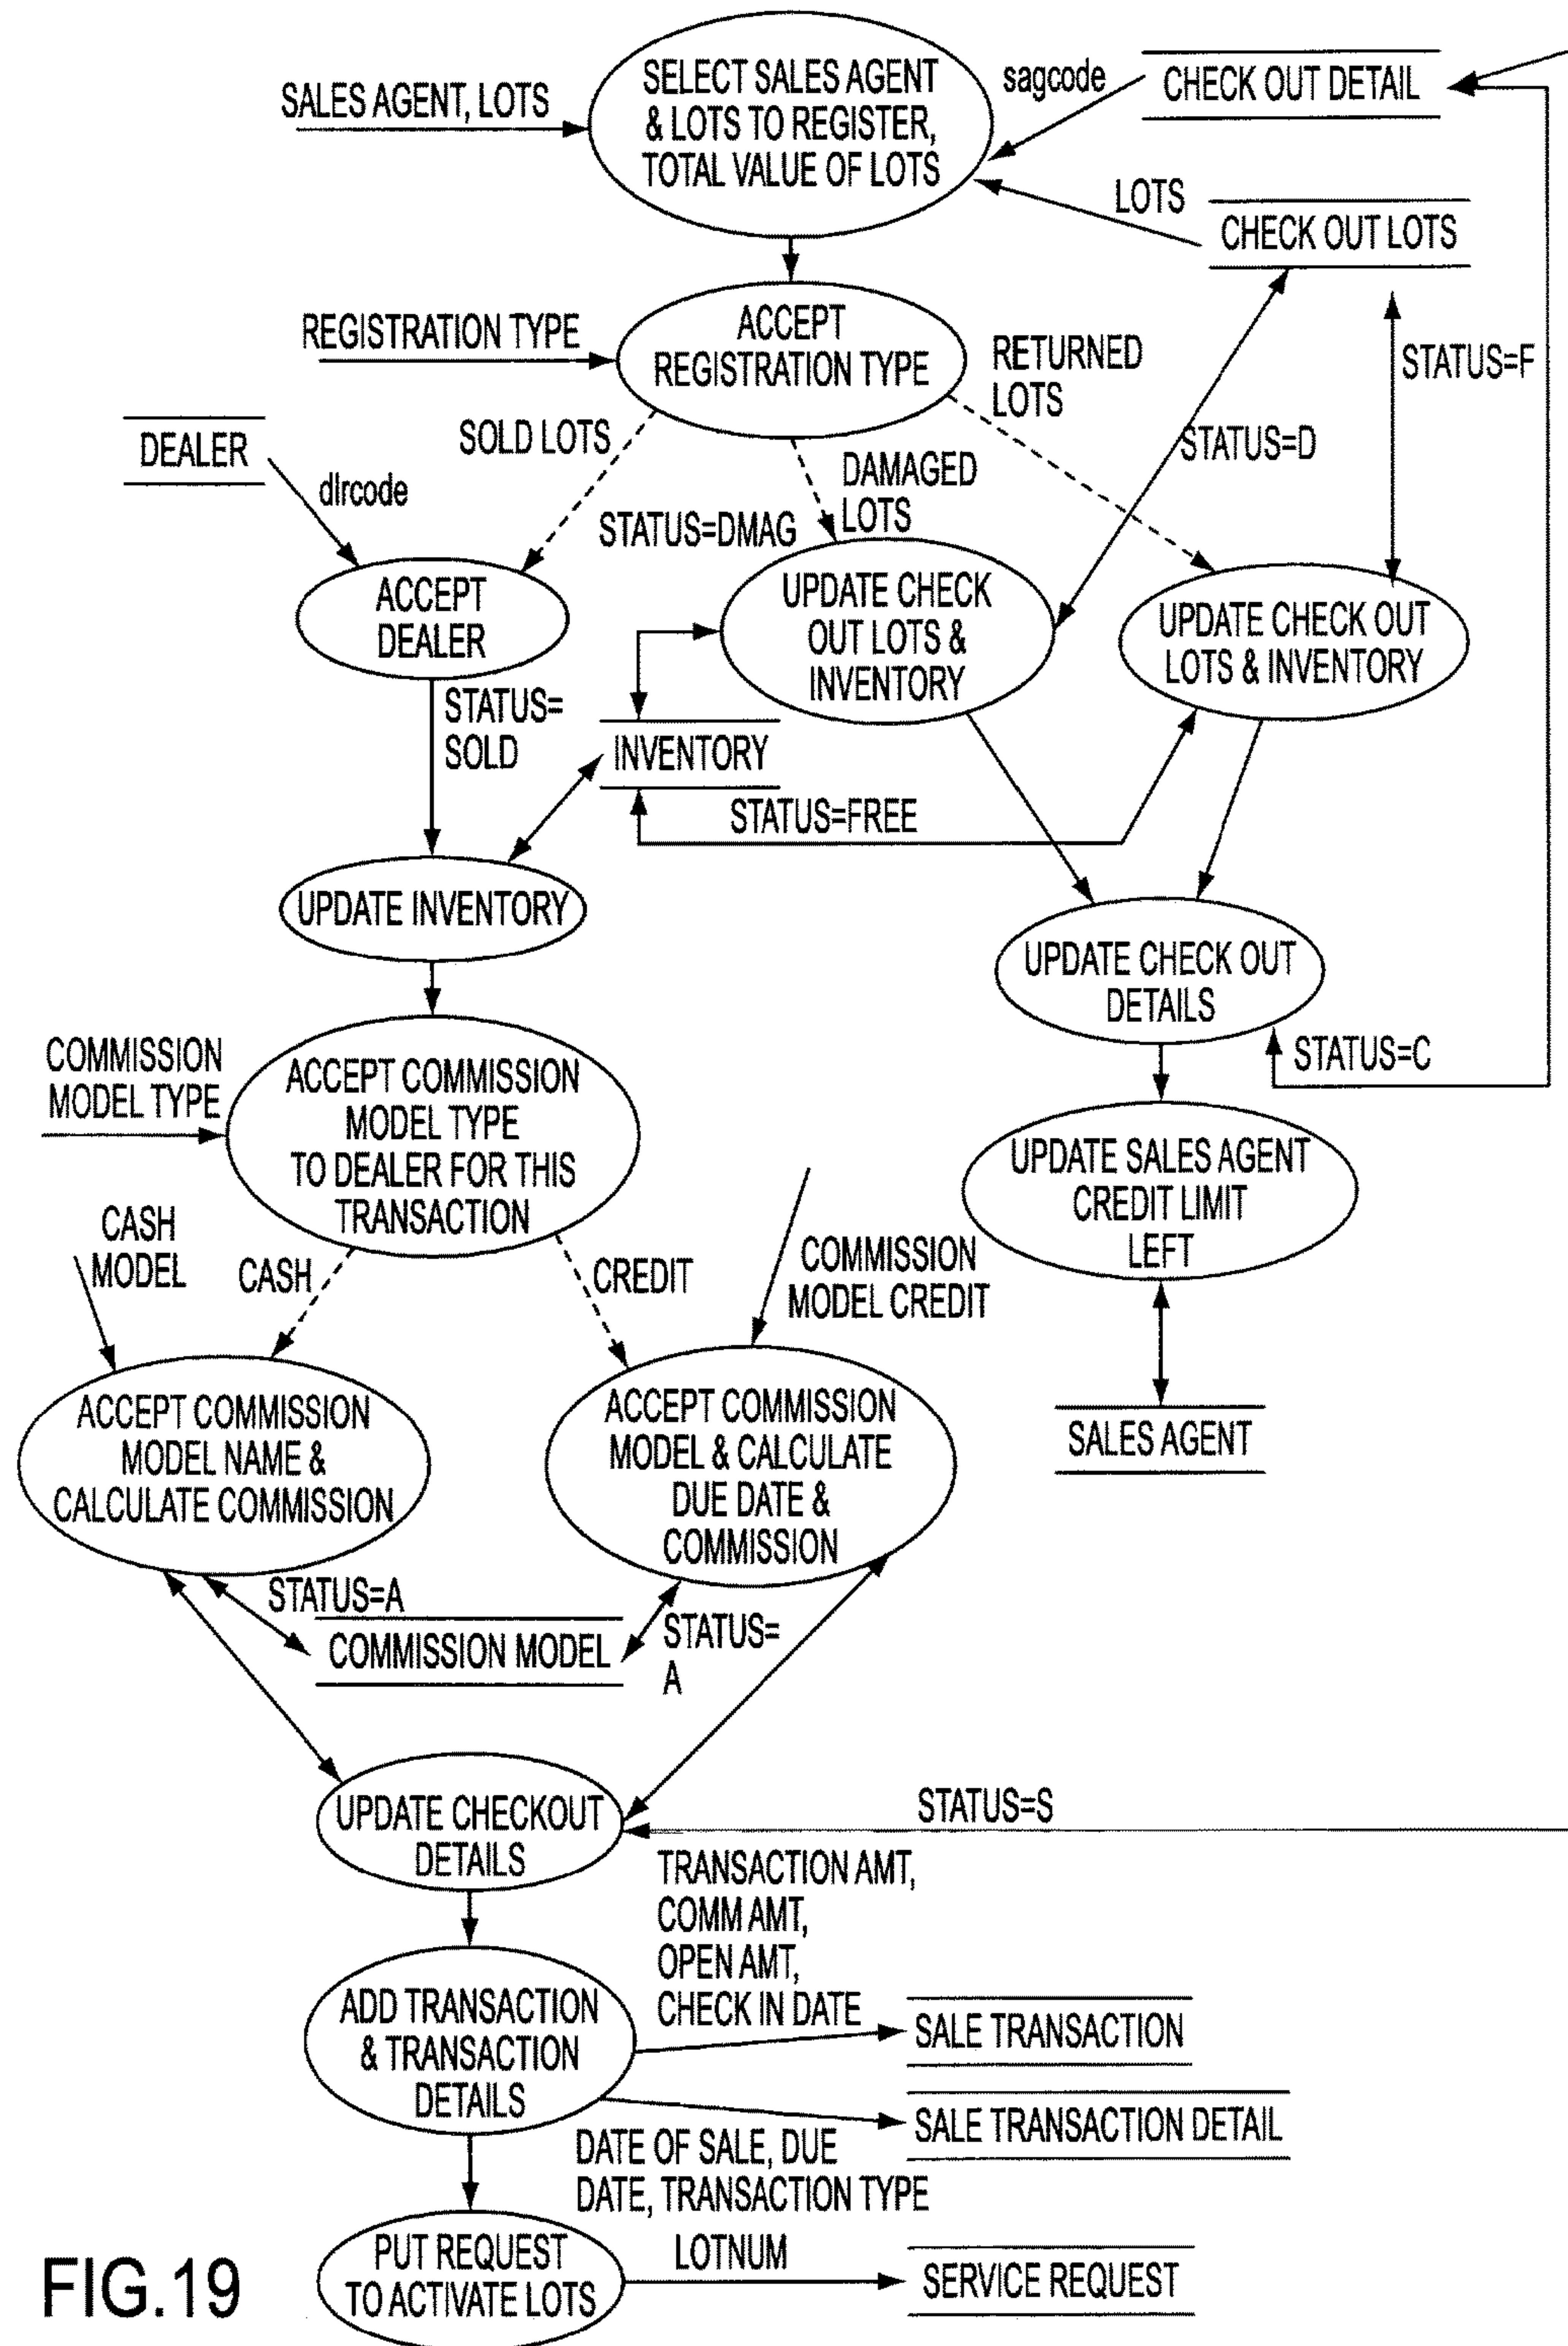 SALES AGENT, LOTS
SELECT SALES AGENT
& LOTS TO REGISTER,
TOTAL VALUE OF LOTS
sagcode
CHECK OUT DETAIL
LOTS
CHECK OUT LOTS
REGISTRATION TYPE
ACCEPT
REGISTRATION TYPE
RETURNED
LOTS
STATUS=F
DEALER
dlrcode
SOLD LOTS
DAMAGED
LOTS
STATUS=D
STATUS=DMAG
ACCEPT
DEALER
UPDATE CHECK
OUT LOTS &
INVENTORY
UPDATE CHECK OUT
LOTS & INVENTORY
STATUS=
SOLD
INVENTORY
STATUS=FREE
UPDATE INVENTORY
UPDATE CHECK OUT
DETAILS
STATUS=C
COMMISSION
MODEL TYPE
ACCEPT COMMISSION
MODEL TYPE
TO DEALER FOR THIS
TRANSACTION
UPDATE SALES AGENT
CREDIT LIMIT
LEFT
CASH
MODEL
CASH
CREDIT
COMMISSION
MODEL CREDIT
ACCEPT COMMISSION
MODEL NAME &
CALCULATE COMMISSION
ACCEPT COMMISSION
MODEL & CALCULATE
DUE DATE &
COMMISSION
SALES AGENT
STATUS=A
COMMISSION MODEL
STATUS=
A
UPDATE CHECKOUT
DETAILS
STATUS=S
TRANSACTION AMT,
COMM AMT,
OPEN AMT,
CHECK IN DATE
ADD TRANSACTION
& TRANSACTION
DETAILS
SALE TRANSACTION
SALE TRANSACTION DETAIL
DATE OF SALE, DUE
DATE, TRANSACTION TYPE
PUT REQUEST
TO ACTIVATE LOTS
LOTNUM
SERVICE REQUEST
FIG.19